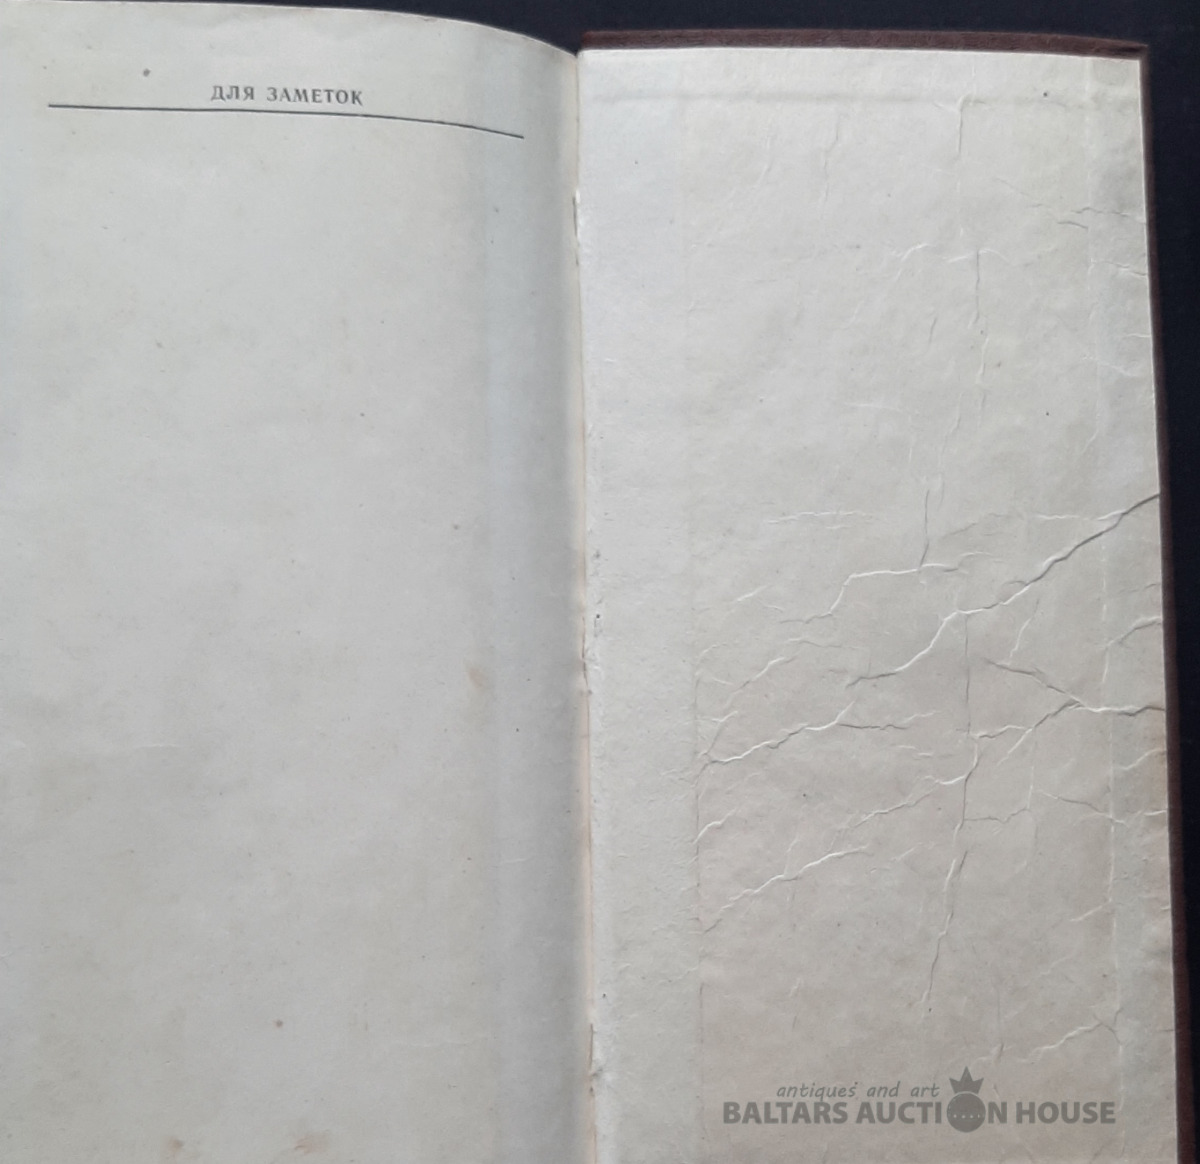 ДЛЯ ЗАМЕТОК
antiques and art
BALTARS AUCTION HOUSE